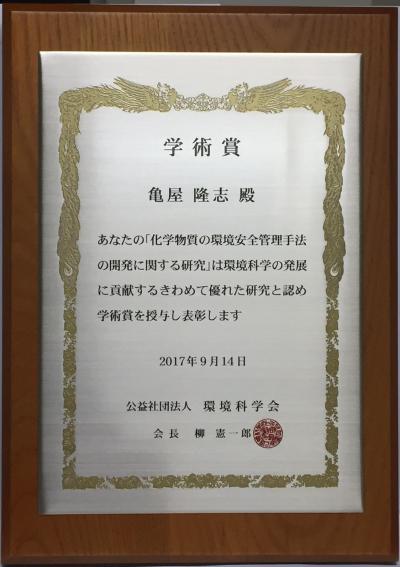 学術賞
亀屋 隆志 殿
あなたの「化学物質の環境安全管理手法
の開発に関する研究」は環境科学の発展
に貢献するきわめて優れた研究と認め
学術賞を授与し表彰します
2017年9月14日
公益社団法人 環境科学会
会長 柳 憲一郎